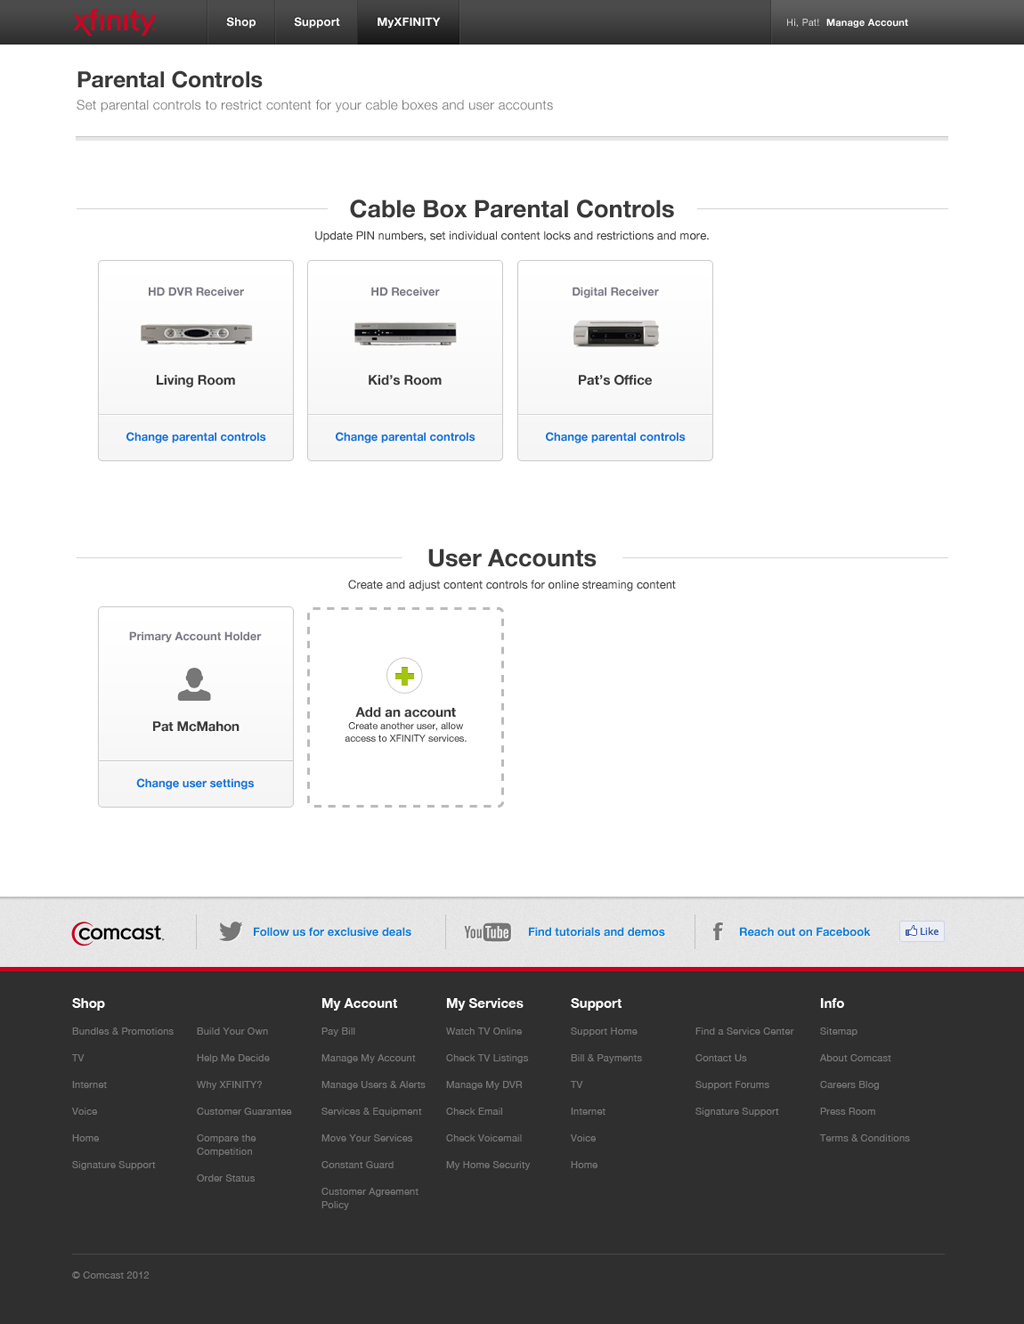 xfinity
Shop
Support
MyXFINITY
Hi, Pat! Manage Account
Parental Controls
Set parental controls to restrict content for your cable boxes and user accounts
Cable Box Parental Controls
Update PIN numbers, set individual content locks and restrictions and more.
HD DVR Receiver
Living Room
Change parental controls
HD Receiver
Kid's Room
Change parental controls
Digital Receiver
Pat's Office
Change parental controls
User Accounts
Create and adjust content controls for online streaming content
Primary Account Holder
Pat McMahon
Change user settings
Add an account
Create another user, allow
access to XFINITY services.
Comcast.
Follow us for exclusive deals
YouTube
Find tutorials and demos
Reach out on Facebook
Like
Shop
Bundles & Promotions
TV
Internet
Voice
Home
Signature Support
Build Your Own
Help Me Decide
Why XFINITY?
Customer Guarantee
Compare the
Competition
Order Status
My Account
Pay Bill
Manage My Account
Manage Users & Alerts
Services & Equipment
Move Your Services
Constant Guard
Customer Agreement
Policy
My Services
Watch TV Online
Check TV Listings
Manage My DVR
Check Email
Check Voicemail
My Home Security
Support
Support Home
Bill & Payments
TV
Internet
Voice
Home
Find a Service Center
Contact Us
Support Forums
Signature Support
Info
Sitemap
About Comcast
Careers Blog
Press Room
Terms & Conditions
© Comcast 2012